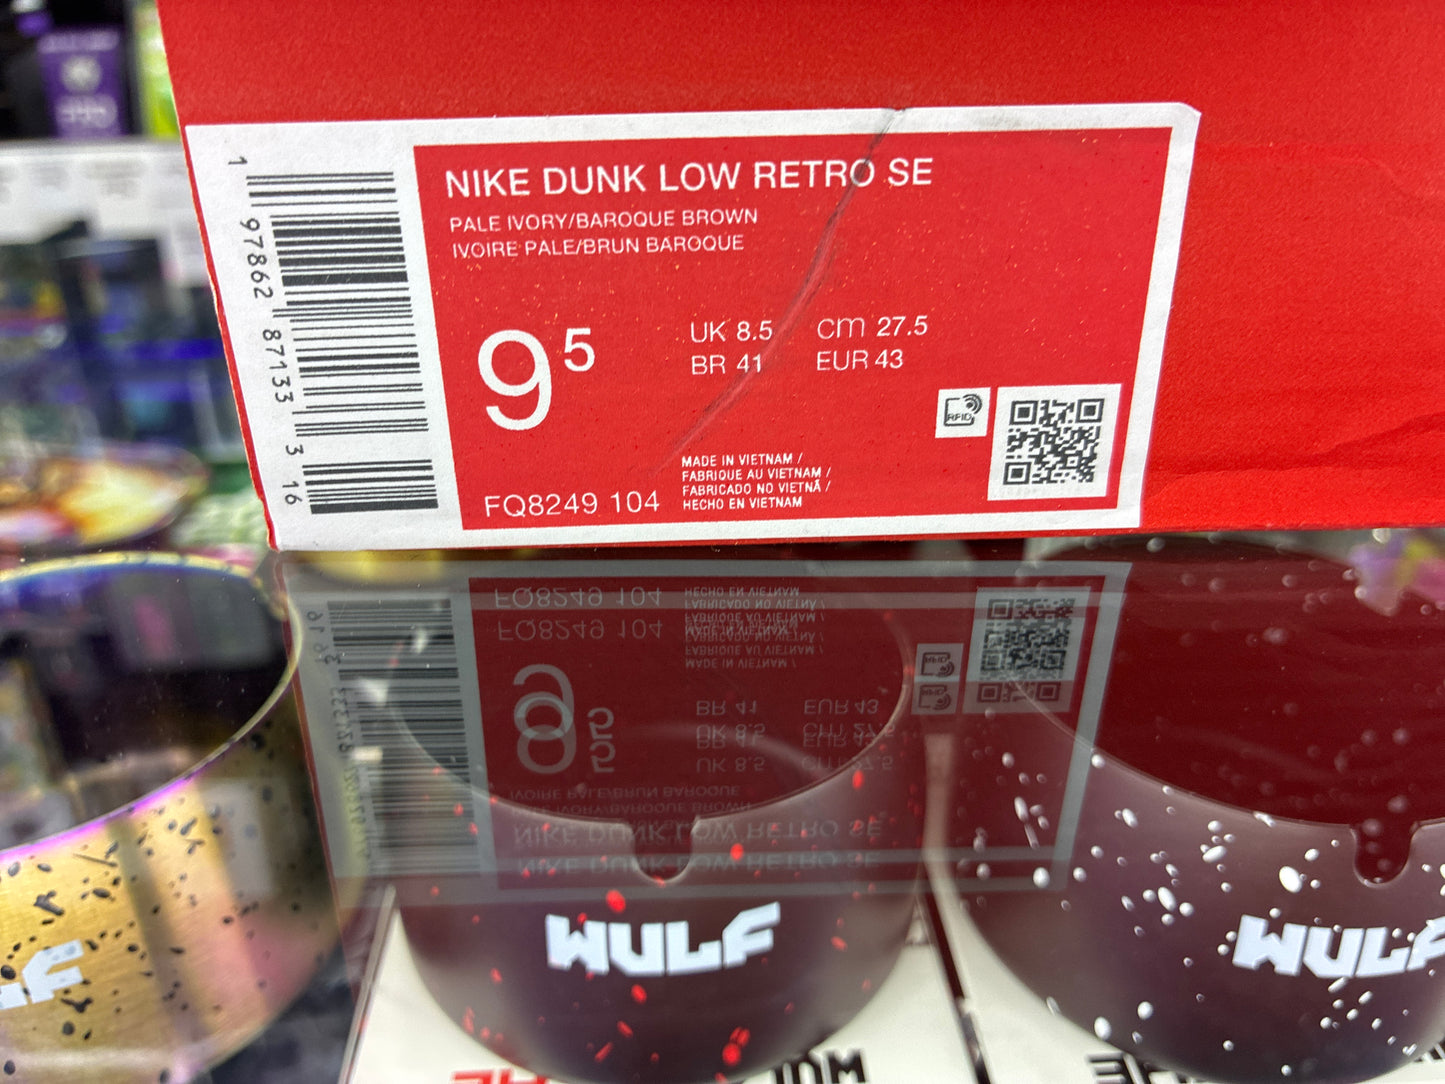 NIKE DUNK LOW RETRO SE
PALE IVORY/BAROQUE BROWN
IVOIRE PALE/BRUN BAROQUE
9 5
UK 8.5 cm 27.5
BR 41 EUR 43
RFID
MADE IN VIETNAM /
FABRIQUE AU VIETNAM /
FABRICADO NO VIETNÃ /
HECHO EN VIETNAM
FQ8249 104
1 97862 87133 3 16
WULF
WULF